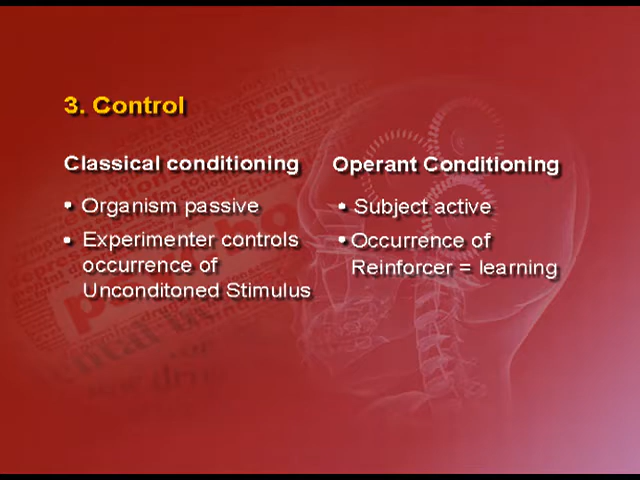 3. Control
Classical conditioning
• Organism passive
• Experimenter controls
occurrence of
Unconditoned Stimulus
Operant Conditioning
• Subject active
• Occurrence of
Reinforcer = learning
health